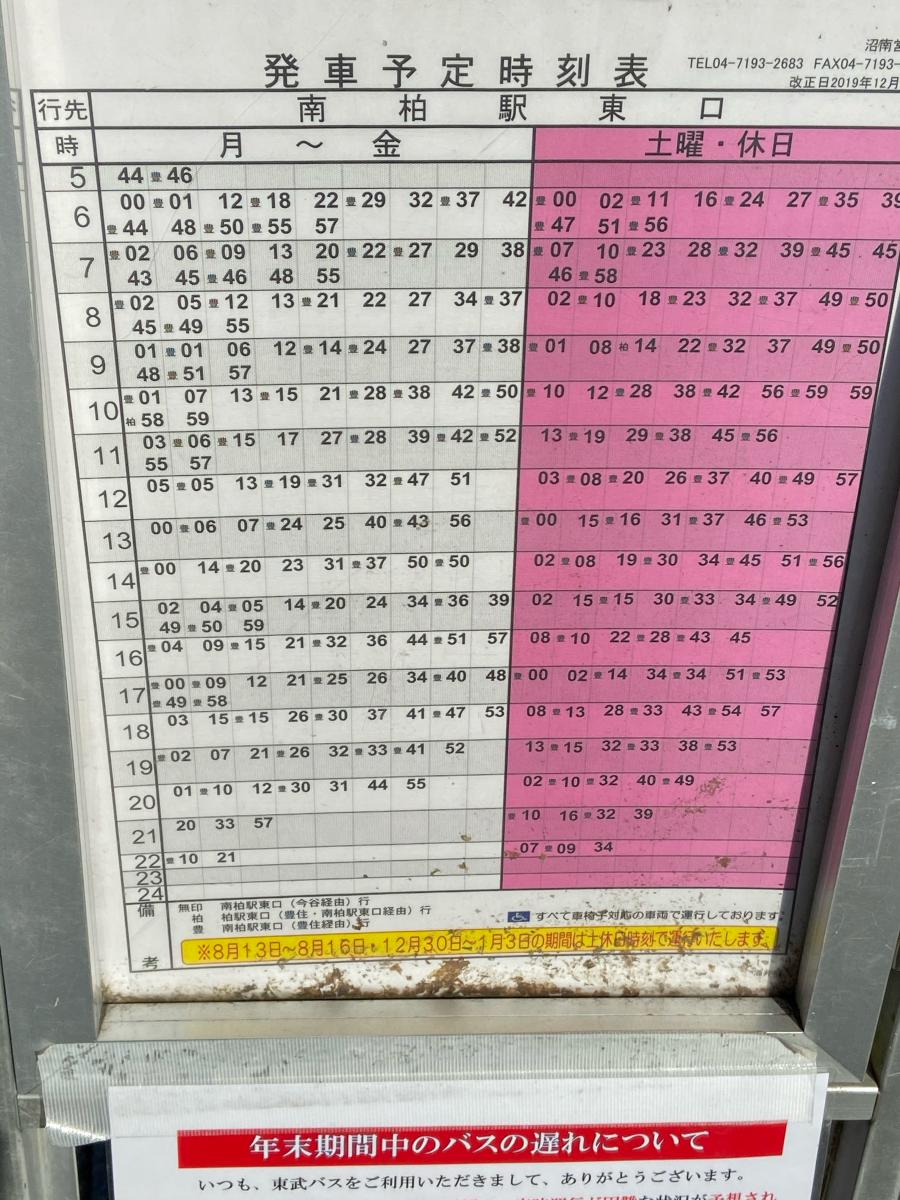 発車予定時刻表
沼南営
TEL04-7193-2683 FAX04-7193-
改正日2019年12月
行先 南柏駅東口
時 月～金 土曜・休日
5 44 豊46
6 00 豊01 12 豊18 22 豊29 32 豊37 42 豊00 02 豊11 16 豊24 27 豊35 39
豊44 48 豊50 豊55 57 豊47 51 豊56
7 豊02 06 豊09 13 20 豊22 豊27 29 38 豊07 10 豊23 28 豊32 39 豊45 45
43 45 豊46 48 55 46 豊58
8 豊02 05 豊12 13 豊21 22 27 34 豊37 02 豊10 18 豊23 32 豊37 49 豊50
45 豊49 55
9 01 豊01 06 12 豊14 豊24 27 37 豊38 豊01 08 柏14 22 豊32 37 49 豊50
48 豊51 57
10 豊01 07 13 豊15 21 豊28 豊38 42 豊50 豊10 12 豊28 38 豊42 56 豊59 59
柏58 59
11 03 豊06 豊15 17 27 豊28 39 豊42 豊52 13 豊19 29 豊38 45 豊56
55 57
12 05 豊05 13 豊19 豊31 32 豊47 51 03 豊08 豊20 26 豊37 40 豊49 57
13 00 豊06 07 豊24 25 40 豊43 56 豊00 15 豊16 31 豊37 46 豊53
14 豊00 14 豊20 23 31 豊37 50 豊50 02 豊08 19 豊30 34 豊45 51 豊56
15 02 04 豊05 14 豊20 24 34 豊36 39 02 15 豊15 30 豊33 34 豊49 52
49 豊50 59
16 豊04 09 豊15 21 豊32 36 44 豊51 57 08 豊10 22 豊28 豊43 45
17 豊00 豊09 12 21 豊25 26 34 豊40 48 豊00 02 豊14 34 豊34 51 豊53
豊49 豊58
18 03 15 豊15 26 豊30 37 41 豊47 53 08 豊13 28 豊33 43 豊54 57
19 豊02 07 21 豊26 32 豊33 豊41 52 13 豊15 32 豊33 38 豊53
20 01 豊10 12 豊30 31 44 55 02 豊10 豊32 40 豊49
21 20 33 57 豊10 16 豊32 39
22 豊10 21 07 豊09 34
23
24
備考
無印 南柏駅東口（今谷経由）行
柏 柏駅東口（豊住・南柏駅東口経由）行
豊 南柏駅東口（豊住経由）行
すべて車椅子対応の車両で運行しております。
※8月13日～8月16日・12月30日～1月3日の期間は土休日時刻で運行いたします。
年末期間中のバスの遅れについて
いつも、東武バスをご利用いただきまして、ありがとうございます。